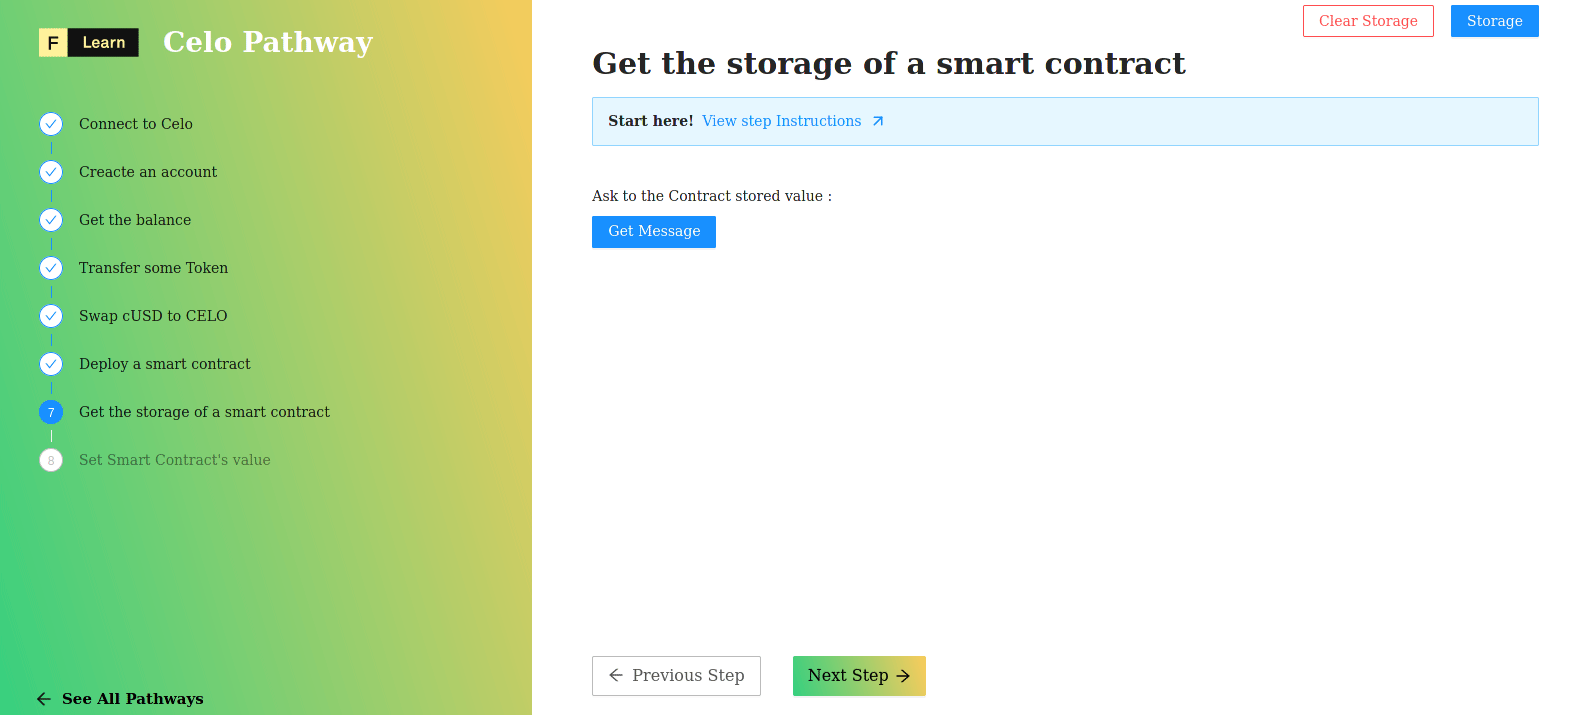 F Learn
Celo Pathway
Connect to Celo
Creacte an account
Get the balance
Transfer some Token
Swap cUSD to CELO
Deploy a smart contract
7 Get the storage of a smart contract
8 Set Smart Contract's value
See All Pathways
Clear Storage
Storage
Get the storage of a smart contract
Start here! View step Instructions
Ask to the Contract stored value :
Get Message
Previous Step
Next Step